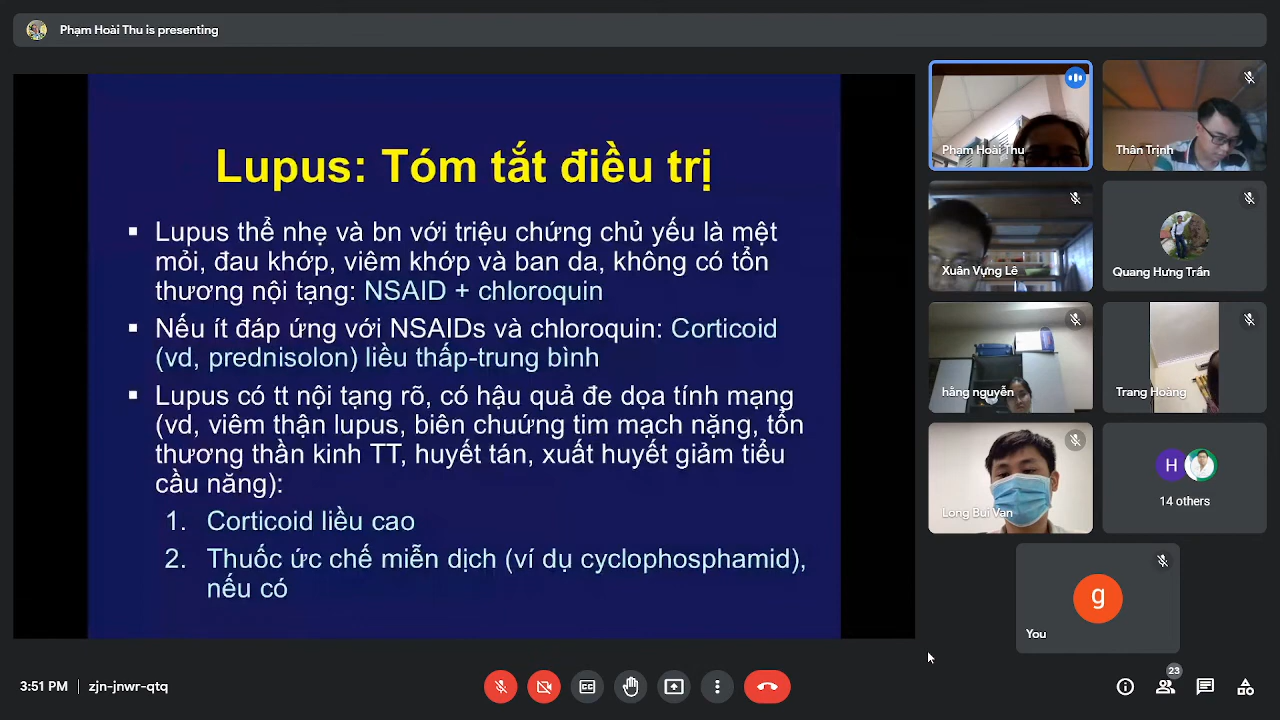 Phạm Hoài Thu is presenting
Lupus: Tóm tắt điều trị
▪ Lupus thể nhẹ và bn với triệu chứng chủ yếu là mệt
mỏi, đau khớp, viêm khớp và ban da, không có tổn
thương nội tạng: NSAID + chloroquin
▪ Nếu ít đáp ứng với NSAIDs và chloroquin: Corticoid
(vd, prednisolon) liều thấp-trung bình
▪ Lupus có tt nội tạng rõ, có hậu quả đe dọa tính mạng
(vd, viêm thận lupus, biên chuứng tim mạch nặng, tổn
thương thần kinh TT, huyết tán, xuất huyết giảm tiểu
cầu năng):
1. Corticoid liều cao
2. Thuốc ức chế miễn dịch (ví dụ cyclophosphamid),
nếu có
Phạm Hoài Thu
Thân Trịnh
Xuân Vựng Lê
Quang Hưng Trần
hằng nguyễn
Trang Hoàng
Long Bui Van
H
14 others
g
You
3:51 PM | zjn-jnwr-qtq
23